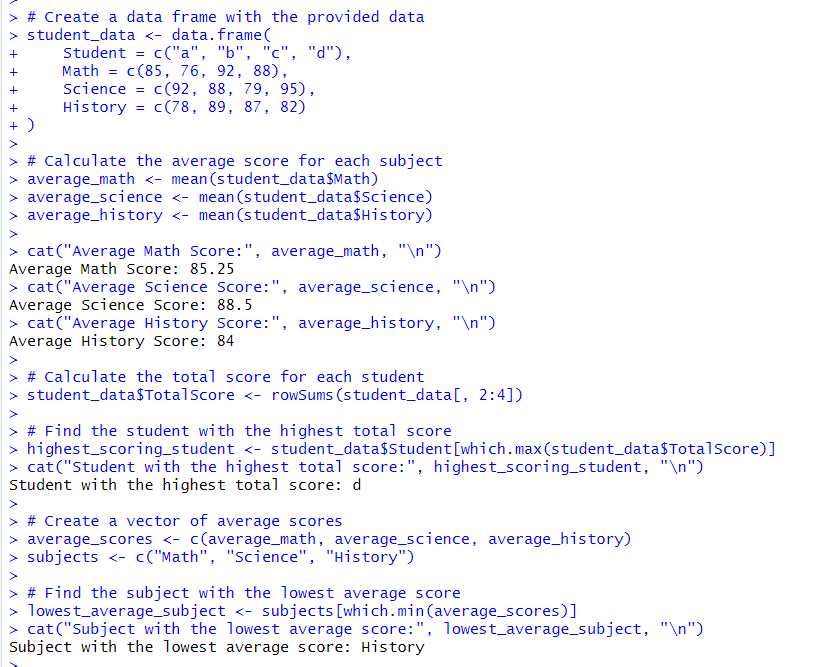 >
> # Create a data frame with the provided data
> student_data <- data.frame(
+     Student = c("a", "b", "c", "d"),
+     Math = c(85, 76, 92, 88),
+     Science = c(92, 88, 79, 95),
+     History = c(78, 89, 87, 82)
+ )
>
> # Calculate the average score for each subject
> average_math <- mean(student_data$Math)
> average_science <- mean(student_data$Science)
> average_history <- mean(student_data$History)
>
> cat("Average Math Score:", average_math, "\n")
Average Math Score: 85.25
> cat("Average Science Score:", average_science, "\n")
Average Science Score: 88.5
> cat("Average History Score:", average_history, "\n")
Average History Score: 84
>
> # Calculate the total score for each student
> student_data$TotalScore <- rowSums(student_data[, 2:4])
>
> # Find the student with the highest total score
> highest_scoring_student <- student_data$Student[which.max(student_data$TotalScore)]
> cat("Student with the highest total score:", highest_scoring_student, "\n")
Student with the highest total score: d
>
> # Create a vector of average scores
> average_scores <- c(average_math, average_science, average_history)
> subjects <- c("Math", "Science", "History")
>
> # Find the subject with the lowest average score
> lowest_average_subject <- subjects[which.min(average_scores)]
> cat("Subject with the lowest average score:", lowest_average_subject, "\n")
Subject with the lowest average score: History
>